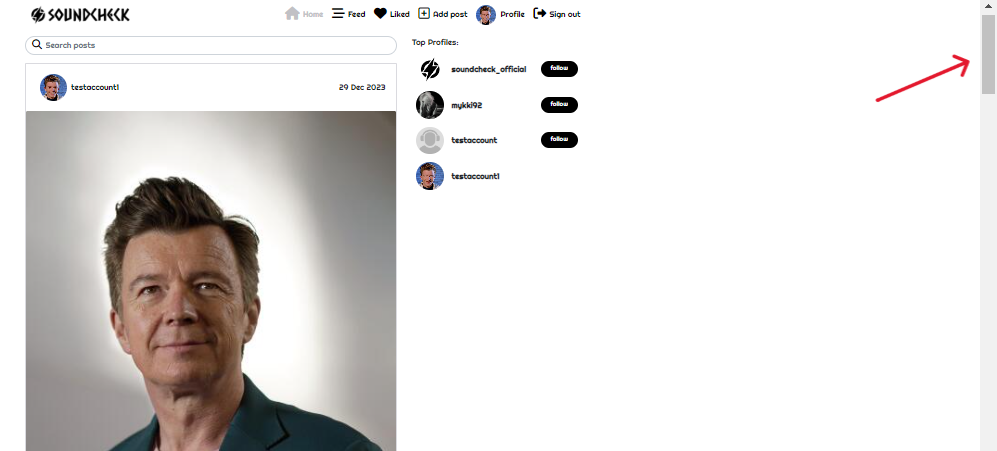 SOUNDCHECK Home Feed Liked Add post Profile Sign out
Search posts
Top Profiles:
testaccount1 29 Dec 2023
soundcheck_official follow
mykki92 follow
testaccount follow
testaccount1